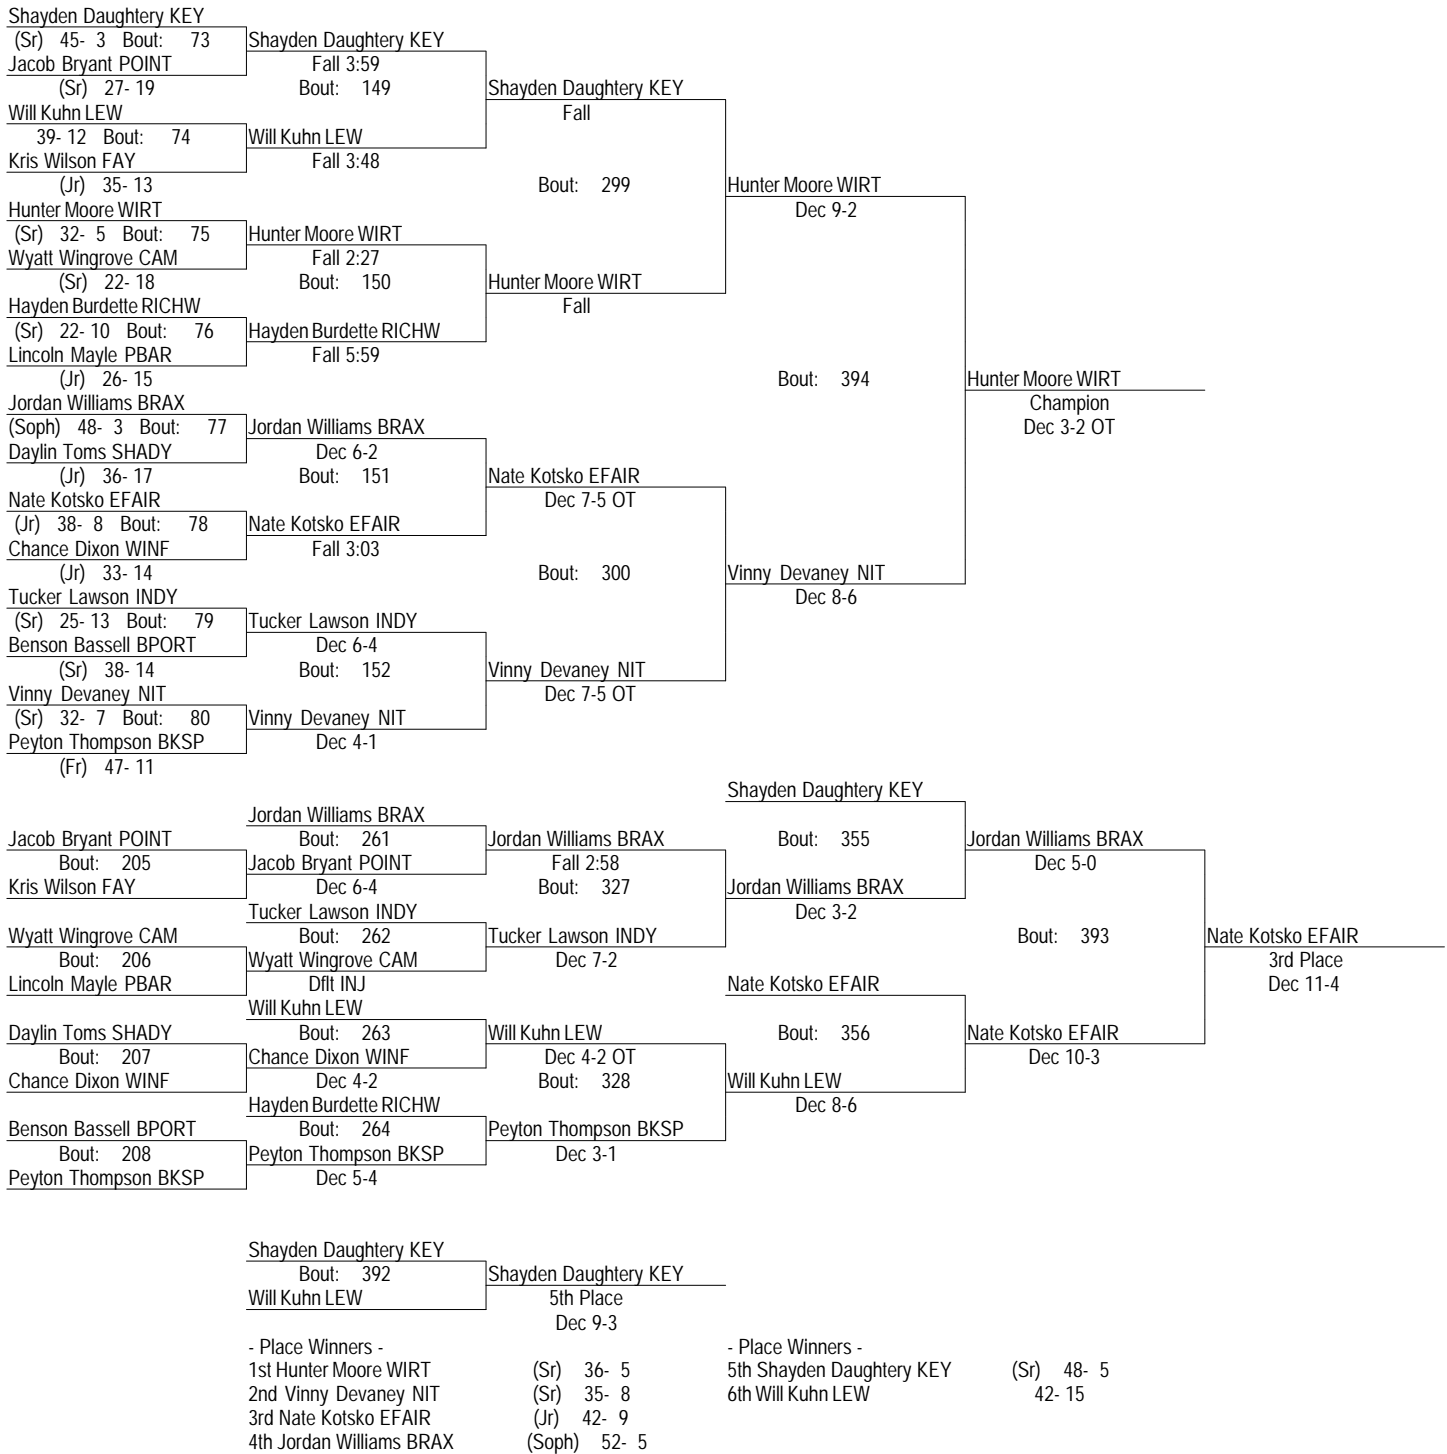 Shayden Daughtery KEY
(Sr) 45- 3 Bout: 73 Shayden Daughtery KEY
Jacob Bryant POINT Fall 3:59
(Sr) 27- 19 Bout: 149 Shayden Daughtery KEY
Will Kuhn LEW Fall
39- 12 Bout: 74 Will Kuhn LEW
Kris Wilson FAY Fall 3:48
(Jr) 35- 13 Bout: 299 Hunter Moore WIRT
Hunter Moore WIRT Dec 9-2
(Sr) 32- 5 Bout: 75 Hunter Moore WIRT
Wyatt Wingrove CAM Fall 2:27
(Sr) 22- 18 Bout: 150 Hunter Moore WIRT
Hayden Burdette RICHW Fall
(Sr) 22- 10 Bout: 76 Hayden Burdette RICHW
Lincoln Mayle PBAR Fall 5:59
(Jr) 26- 15 Bout: 394 Hunter Moore WIRT
Jordan Williams BRAX Champion
(Soph) 48- 3 Bout: 77 Jordan Williams BRAX Dec 3-2 OT
Daylin Toms SHADY Dec 6-2
(Jr) 36- 17 Bout: 151 Nate Kotsko EFAIR
Nate Kotsko EFAIR Dec 7-5 OT
(Jr) 38- 8 Bout: 78 Nate Kotsko EFAIR
Chance Dixon WINF Fall 3:03
(Jr) 33- 14 Bout: 300 Vinny Devaney NIT
Tucker Lawson INDY Dec 8-6
(Sr) 25- 13 Bout: 79 Tucker Lawson INDY
Benson Bassell BPORT Dec 6-4
(Sr) 38- 14 Bout: 152 Vinny Devaney NIT
Vinny Devaney NIT Dec 7-5 OT
(Sr) 32- 7 Bout: 80 Vinny Devaney NIT
Peyton Thompson BKSP Dec 4-1
(Fr) 47- 11
Shayden Daughtery KEY
Jordan Williams BRAX
Jacob Bryant POINT Bout: 261 Jordan Williams BRAX Bout: 355 Jordan Williams BRAX
Bout: 205 Jacob Bryant POINT Fall 2:58 Dec 5-0
Kris Wilson FAY Dec 6-4 Bout: 327 Jordan Williams BRAX
Tucker Lawson INDY Dec 3-2
Wyatt Wingrove CAM Bout: 262 Tucker Lawson INDY Bout: 393 Nate Kotsko EFAIR
Bout: 206 Wyatt Wingrove CAM Dec 7-2 3rd Place
Lincoln Mayle PBAR Dflt INJ Nate Kotsko EFAIR Dec 11-4
Will Kuhn LEW
Daylin Toms SHADY Bout: 263 Will Kuhn LEW Bout: 356 Nate Kotsko EFAIR
Bout: 207 Chance Dixon WINF Dec 4-2 OT Dec 10-3
Chance Dixon WINF Dec 4-2 Bout: 328 Will Kuhn LEW
Hayden Burdette RICHW Dec 8-6
Benson Bassell BPORT Bout: 264 Peyton Thompson BKSP
Bout: 208 Peyton Thompson BKSP Dec 3-1
Peyton Thompson BKSP Dec 5-4
Shayden Daughtery KEY
Bout: 392 Shayden Daughtery KEY
Will Kuhn LEW 5th Place
Dec 9-3
- Place Winners - - Place Winners -
1st Hunter Moore WIRT (Sr) 36- 5 5th Shayden Daughtery KEY (Sr) 48- 5
2nd Vinny Devaney NIT (Sr) 35- 8 6th Will Kuhn LEW 42- 15
3rd Nate Kotsko EFAIR (Jr) 42- 9
4th Jordan Williams BRAX (Soph) 52- 5